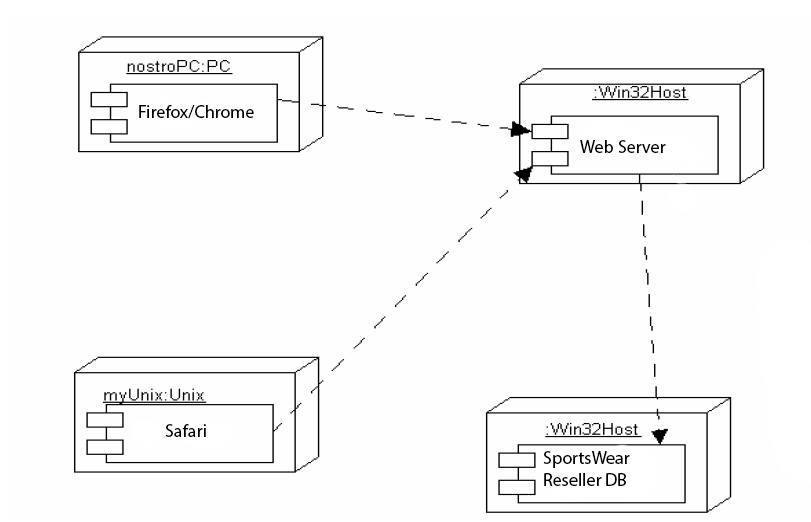 nostroPC:PC
Firefox/Chrome
:Win32Host
Web Server
myUnix:Unix
Safari
:Win32Host
SportsWear
Reseller DB